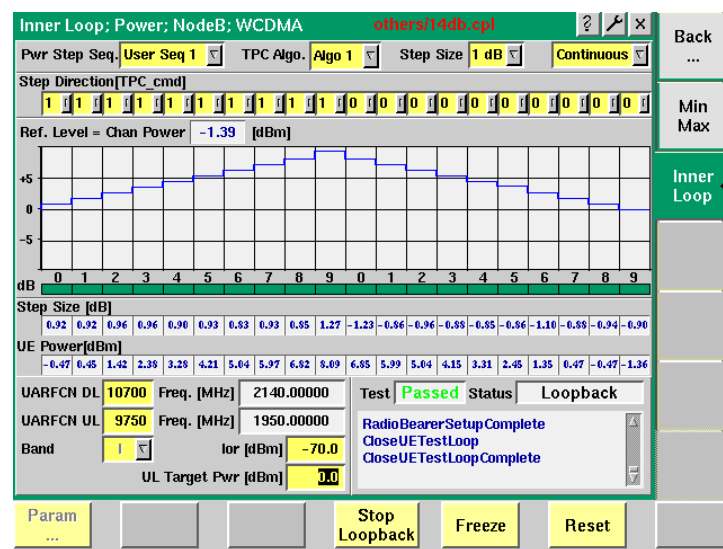 Inner Loop; Power; NodeB; WCDMA others/14db.cpl ? ×
Pwr Step Seq. User Seq 1 TPC Algo. Algo 1 Step Size 1 dB Continuous
Step Direction[TPC_cmd]
1 1 1 1 1 1 1 1 1 1 0 0 0 0 0 0 0 0 0 0
Ref. Level = Chan Power -1.39 [dBm]
+5
0
-5
dB 0 1 2 3 4 5 6 7 8 9 0 1 2 3 4 5 6 7 8 9
Step Size [dB]
0.92 0.92 0.96 0.96 0.90 0.93 0.83 0.93 0.85 1.27 -1.23 -0.86 -0.96 -0.88 -0.85 -0.86 -1.10 -0.88 -0.94 -0.90
UE Power[dBm]
-0.47 0.45 1.42 2.38 3.28 4.21 5.04 5.97 6.82 8.09 6.85 5.99 5.04 4.15 3.31 2.45 1.35 0.47 -0.47 -1.36
UARFCN DL 10700 Freq. [MHz] 2140.00000
UARFCN UL 9750 Freq. [MHz] 1950.00000
Band I Ior [dBm] -70.0
UL Target Pwr [dBm] 0.0
Test Passed Status Loopback
RadioBearerSetupComplete
CloseUETestLoop
CloseUETestLoopComplete
Back
...
Min
Max
Inner
Loop
Param
...
Stop
Loopback
Freeze
Reset